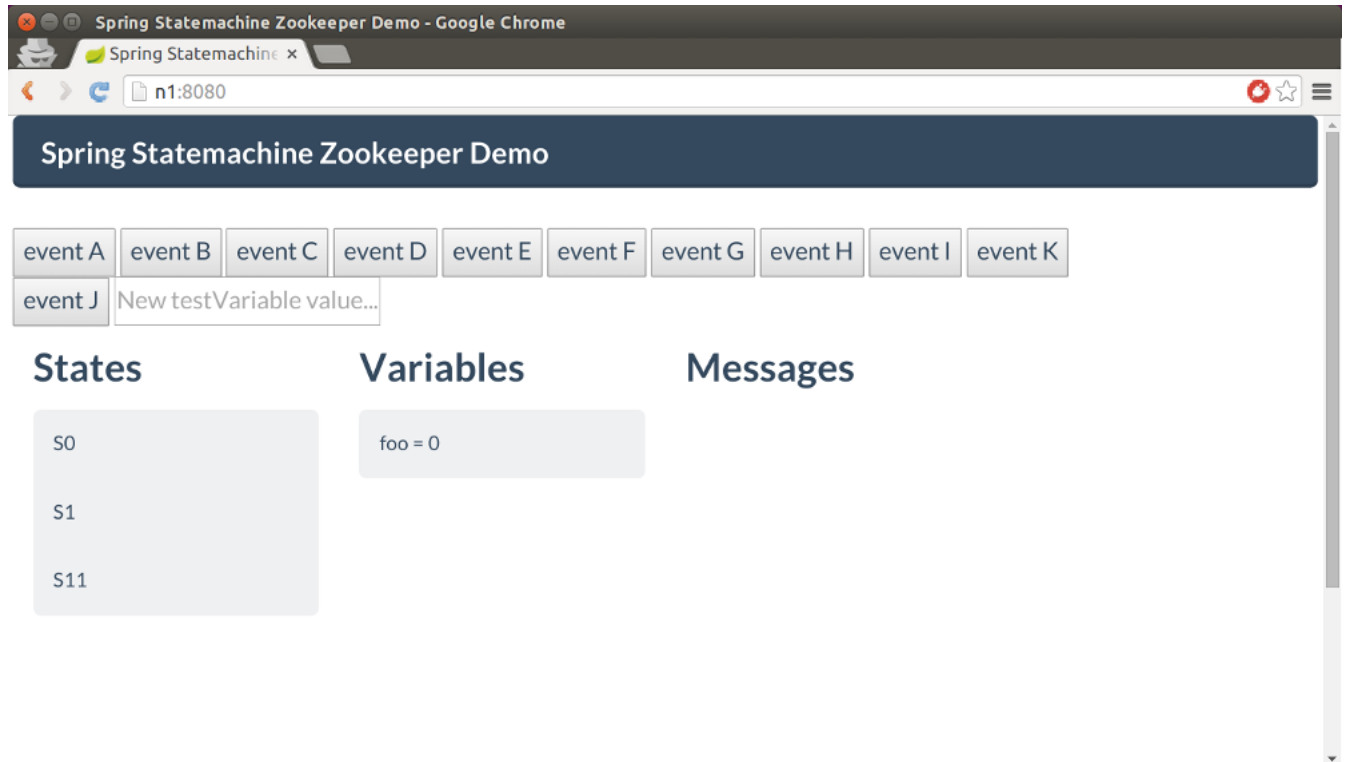 Spring Statemachine Zookeeper Demo - Google Chrome
Spring Statemachine
n1:8080
Spring Statemachine Zookeeper Demo
event A event B event C event D event E event F event G event H event I event K
event J New testVariable value...
States Variables Messages
S0 foo = 0
S1
S11